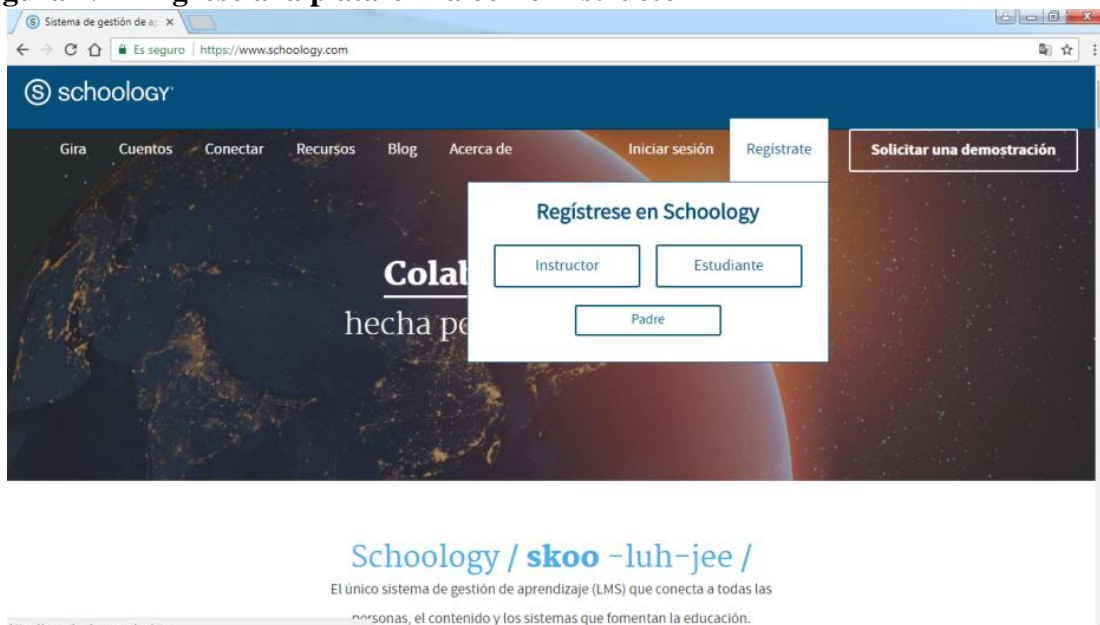 Sistema de gestión de ap
Es seguro | https://www.schoology.com
S schoology
Gira Cuentos Conectar Recursos Blog Acerca de Iniciar sesión Regístrate Solicitar una demostración
Regístrese en Schoology
Instructor Estudiante
Padre
Colab
hecha po
Schoology / skoo -luh-jee /
El único sistema de gestión de aprendizaje (LMS) que conecta a todas las
personas, el contenido y los sistemas que fomentan la educación.